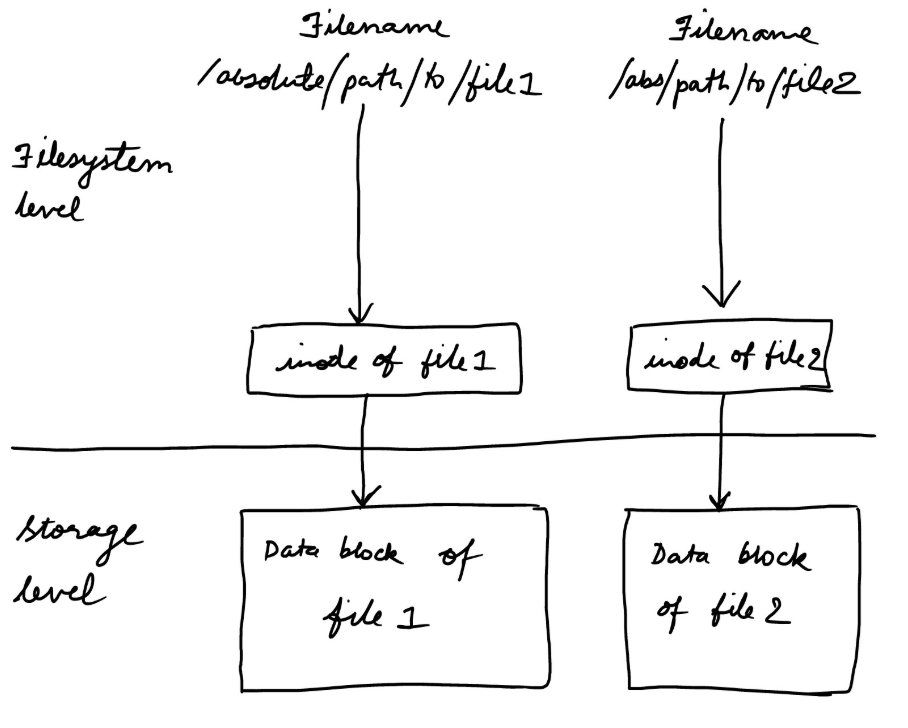 Filename
/absolute/path/to/file1
Filename
/abs/path/to/file2
Filesystem
level
inode of file1
inode of file2
Storage
level
Data block of
file 1
Data block
of file 2